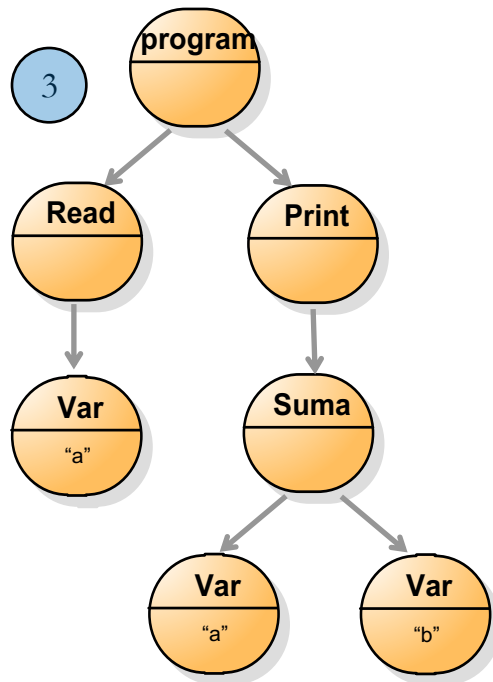 program
3
Read
Print
Var
“a”
Suma
Var
“a”
Var
“b”